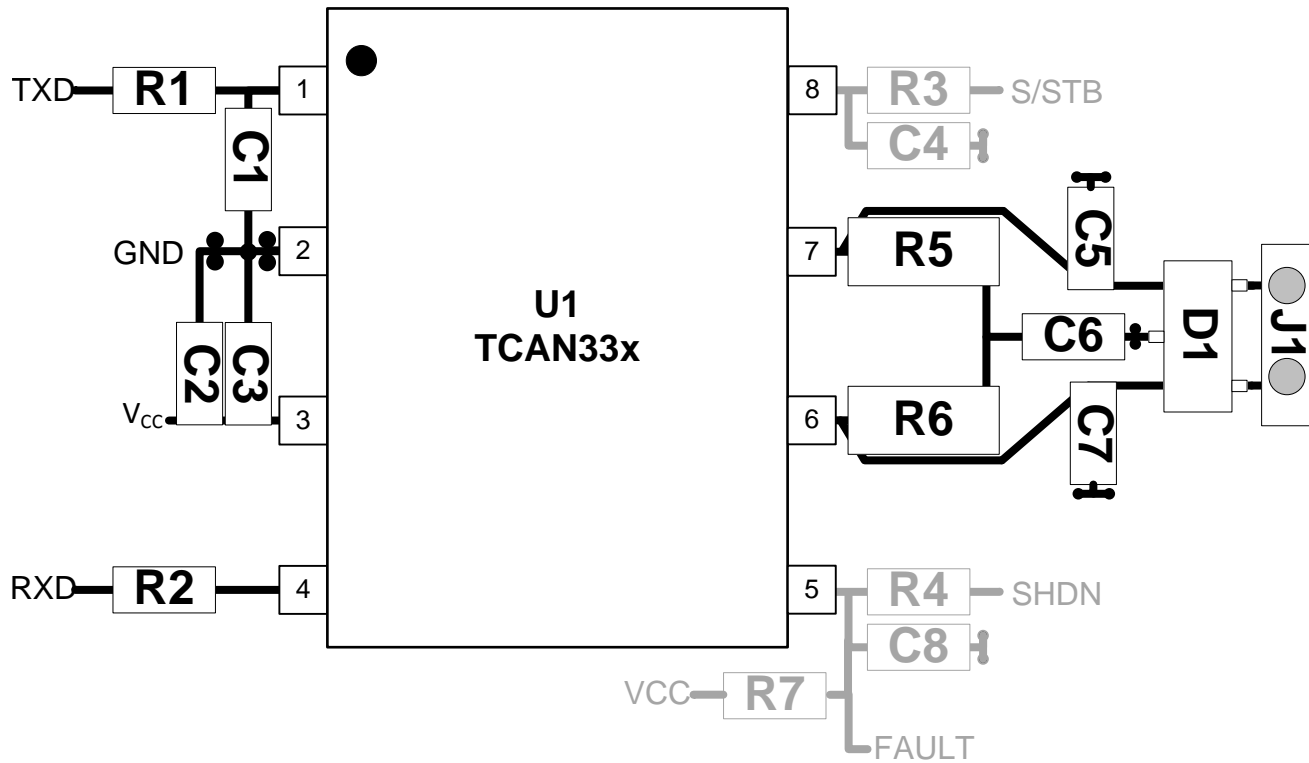 TXD
R1
1
8
R3
S/STB
C4
C1
C5
GND
2
7
R5
U1
TCAN33x
C6
D1
J1
C2
C3
VCC
3
6
R6
C7
RXD
R2
4
5
R4
SHDN
C8
VCC
R7
FAULT